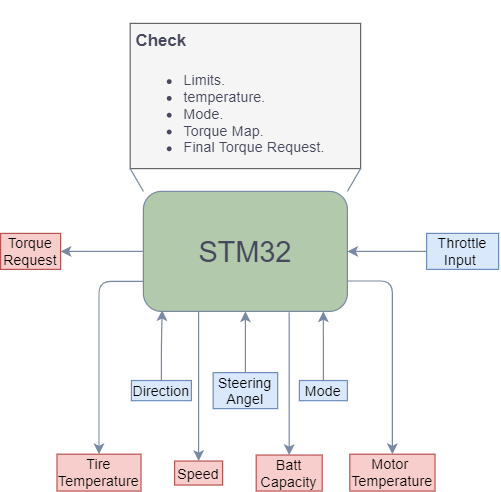 Check
• Limits.
• temperature.
• Mode.
• Torque Map.
• Final Torque Request.
STM32
Torque
Request
Throttle
Input
Direction
Steering
Angel
Mode
Tire
Temperature
Speed
Batt
Capacity
Motor
Temperature